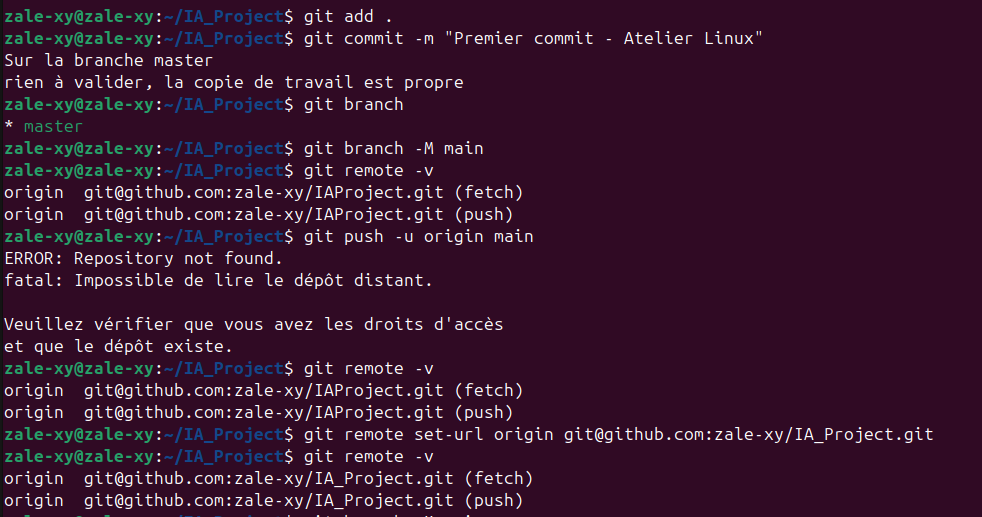 zale-xy@zale-xy:~/IA_Project$ git add .
zale-xy@zale-xy:~/IA_Project$ git commit -m "Premier commit - Atelier Linux"
Sur la branche master
rien à valider, la copie de travail est propre
zale-xy@zale-xy:~/IA_Project$ git branch
* master
zale-xy@zale-xy:~/IA_Project$ git branch -M main
zale-xy@zale-xy:~/IA_Project$ git remote -v
origin  git@github.com:zale-xy/IAProject.git (fetch)
origin  git@github.com:zale-xy/IAProject.git (push)
zale-xy@zale-xy:~/IA_Project$ git push -u origin main
ERROR: Repository not found.
fatal: Impossible de lire le dépôt distant.

Veuillez vérifier que vous avez les droits d'accès
et que le dépôt existe.
zale-xy@zale-xy:~/IA_Project$ git remote -v
origin  git@github.com:zale-xy/IAProject.git (fetch)
origin  git@github.com:zale-xy/IAProject.git (push)
zale-xy@zale-xy:~/IA_Project$ git remote set-url origin git@github.com:zale-xy/IA_Project.git
zale-xy@zale-xy:~/IA_Project$ git remote -v
origin  git@github.com:zale-xy/IA_Project.git (fetch)
origin  git@github.com:zale-xy/IA_Project.git (push)